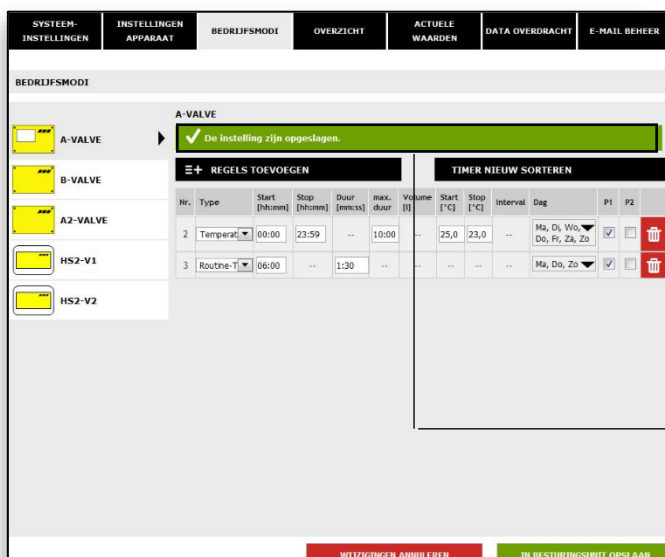 SYSTEEM-
INSTELLINGEN
INSTELLINGEN
APPARAAT
BEDRIJFSMODI
OVERZICHT
ACTUELE
WAARDEN
DATA OVERDRACHT
E-MAIL BEHEER
BEDRIJFSMODI
A-VALVE
B-VALVE
A2-VALVE
HS2-V1
HS2-V2
A-VALVE
De instelling zijn opgeslagen.
REGELS TOEVOEGEN
TIMER NIEUW SORTEREN
Nr. Type Start [hh:mm] Stop [hh:mm] Duur [mm:ss] max. duur Volume [l] Start [°C] Stop [°C] Interval Dag P1 P2
2 Temperat 00:00 23:59 -- 10:00 -- 25,0 23,0 -- Ma, Di, Wo, Do, Fr, Za, Zo
3 Routine-T 06:00 -- 1:30 -- -- -- -- -- Ma, Do, Zo
WIJZIGINGEN ANNULEREN
IN BESTURINGSUNIT OPSLAAN